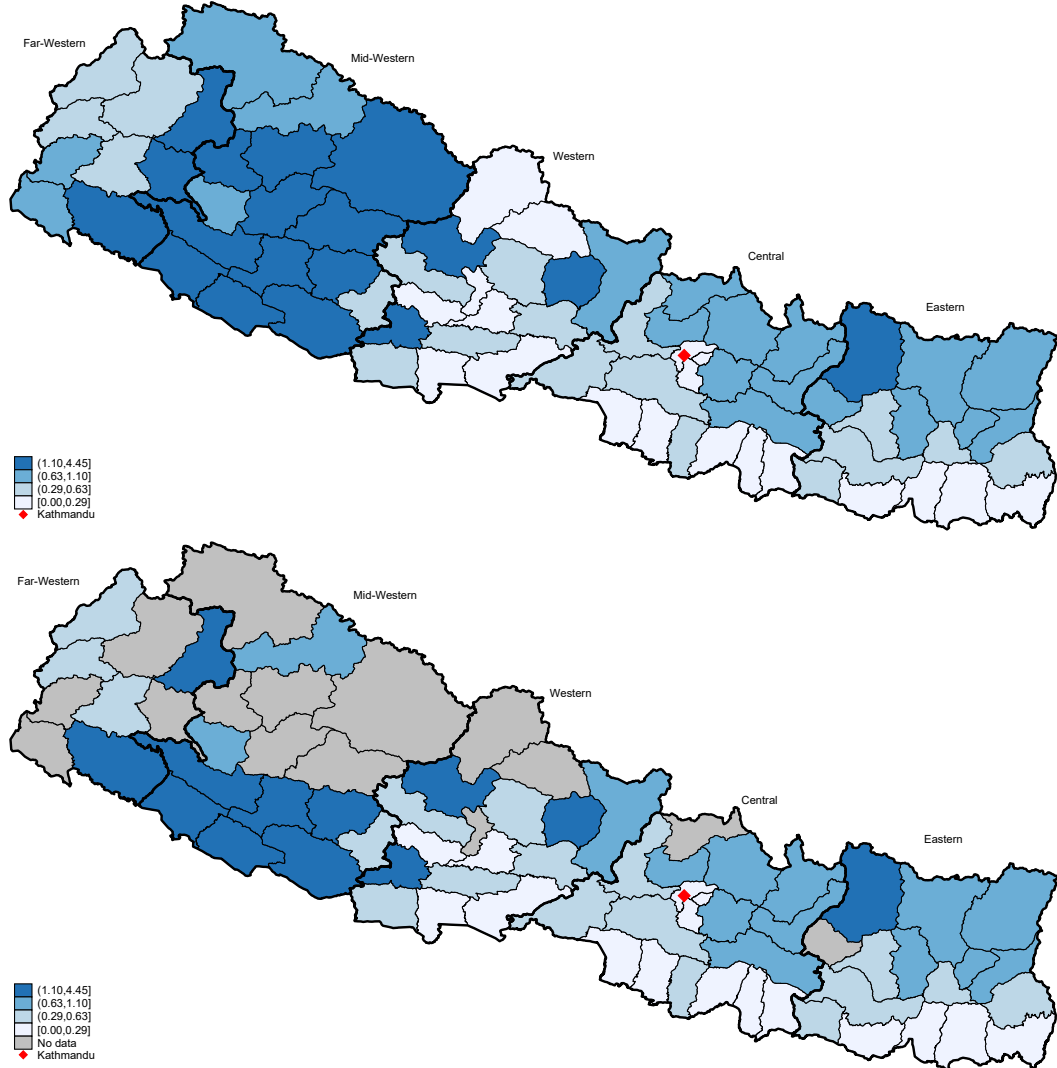 Far-Western
Mid-Western
Western
Central
Eastern
(1.10,4.45]
(0.63,1.10]
(0.29,0.63]
[0.00,0.29]
Kathmandu
Far-Western
Mid-Western
Western
Central
Eastern
(1.10,4.45]
(0.63,1.10]
(0.29,0.63]
[0.00,0.29]
No data
Kathmandu